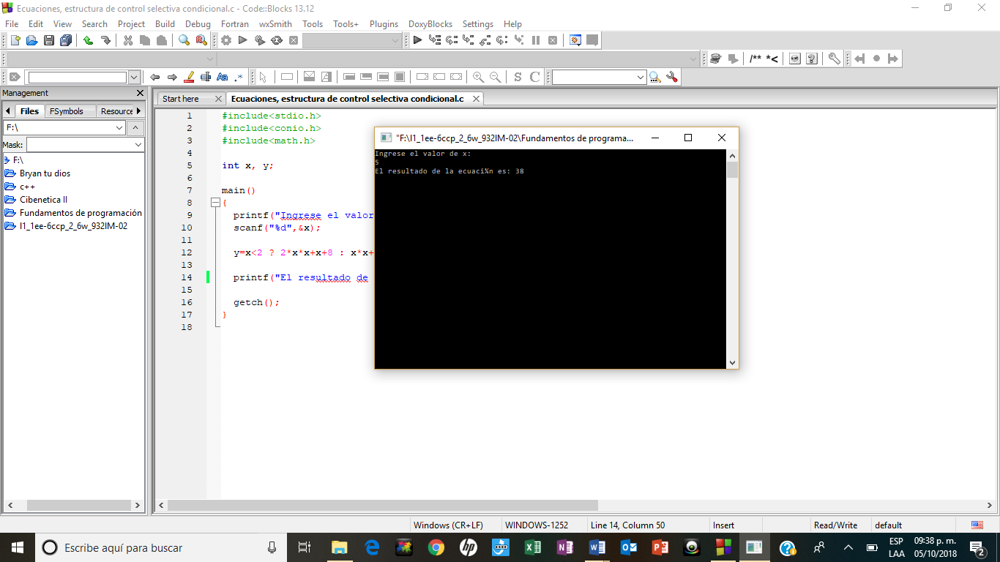 Ecuaciones, estructura de control selectiva condicional.c - Code::Blocks 13.12
File Edit View Search Project Build Debug Fortran wxSmith Tools Tools+ Plugins DoxyBlocks Settings Help
/** *<
Aa .*
S C
Management
Files FSymbols Resource
F:\
Mask:
F:\
Bryan tu dios
c++
Cibenetica II
Fundamentos de programación
I1_1ee-6ccp_2_6w_932IM-02
Start here Ecuaciones, estructura de control selectiva condicional.c
1 #include<stdio.h>
2 #include<conio.h>
3 #include<math.h>
4
5 int x, y;
6
7 main()
8 {
9 printf("Ingrese el valor
10 scanf("%d",&x);
11
12 y=x<2 ? 2*x*x+x+8 : x*x+
13
14 printf("El resultado de
15
16 getch();
17 }
18
"F:\I1_1ee-6ccp_2_6w_932IM-02\Fundamentos de programa...
Ingrese el valor de x:
5
El resultado de la ecuaci¾n es: 38
Windows (CR+LF) WINDOWS-1252 Line 14, Column 50 Insert Read/Write default
Escribe aquí para buscar
ESP 09:38 p. m.
LAA 05/10/2018
2